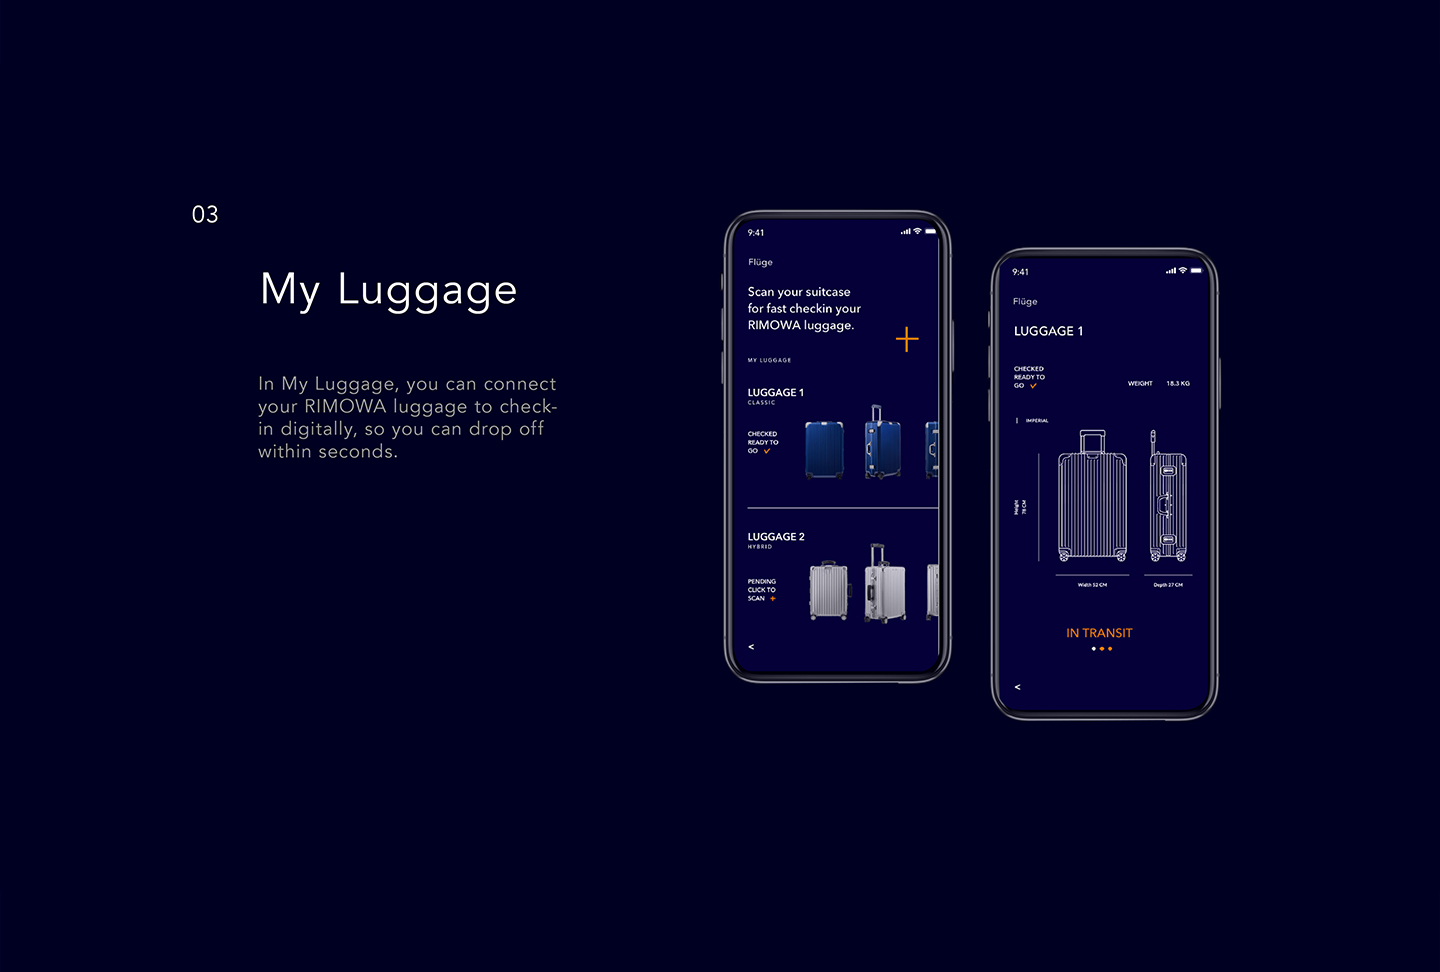 03
My Luggage
In My Luggage, you can connect
your RIMOWA luggage to check-
in digitally, so you can drop off
within seconds.
9:41
Flüge
Scan your suitcase
for fast checkin your
RIMOWA luggage.
MY LUGGAGE
LUGGAGE 1
CLASSIC
CHECKED
READY TO
GO
LUGGAGE 2
HYBRID
PENDING
CLICK TO
SCAN +
<
9:41
Flüge
LUGGAGE 1
CHECKED
READY TO
GO
WEIGHT 18.3 KG
IMPERIAL
Height
78 CM
Width 52 CM
Depth 27 CM
IN TRANSIT
<